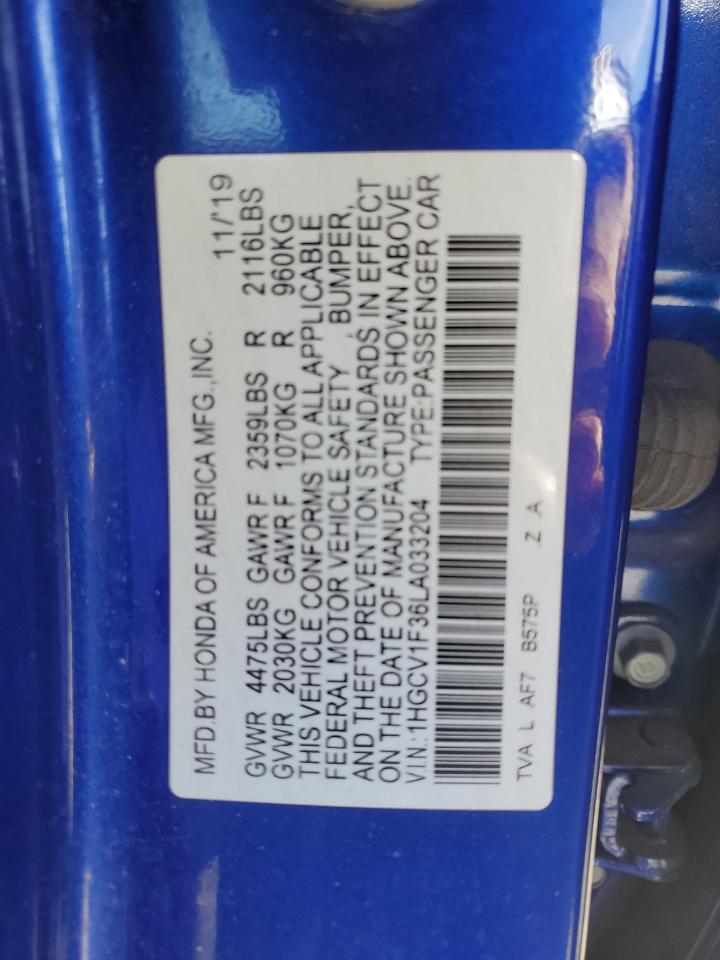 MFD.BY HONDA OF AMERICA MFG.,INC. 11/'19
GVWR 4475LBS GAWR F 2359LBS R 2116LBS
GVWR 2030KG GAWR F 1070KG R 960KG
THIS VEHICLE CONFORMS TO ALL APPLICABLE
FEDERAL MOTOR VEHICLE SAFETY , BUMPER,
AND THEFT PREVENTION STANDARDS IN EFFECT
ON THE DATE OF MANUFACTURE SHOWN ABOVE.
V.I.N.:1HGCV1F36LA033204 TYPE:PASSENGER CAR
TVA L AF7 B575P Z A